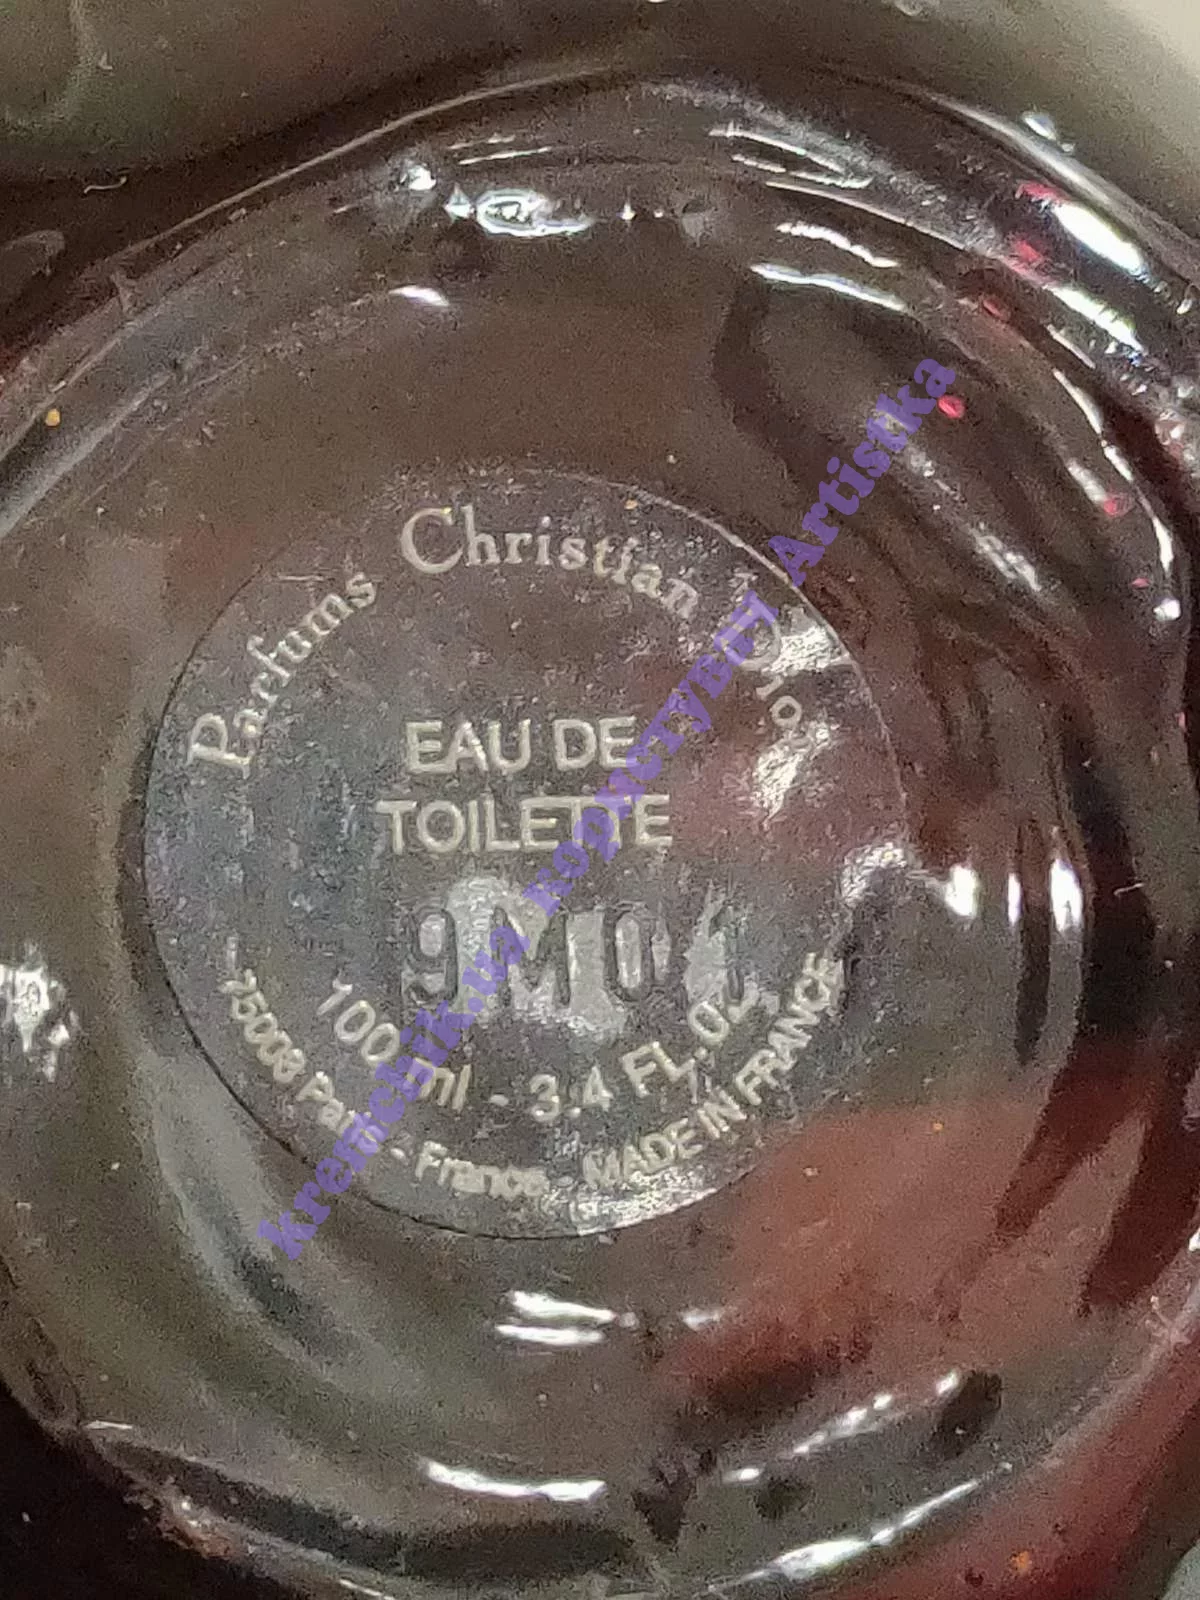 Parfums Christian Dior
EAU DE
TOILETTE
100 ml - 3.4 FL.OZ
75008 Paris - France - MADE IN FRANCE
kremchik.ua користувач Artistka